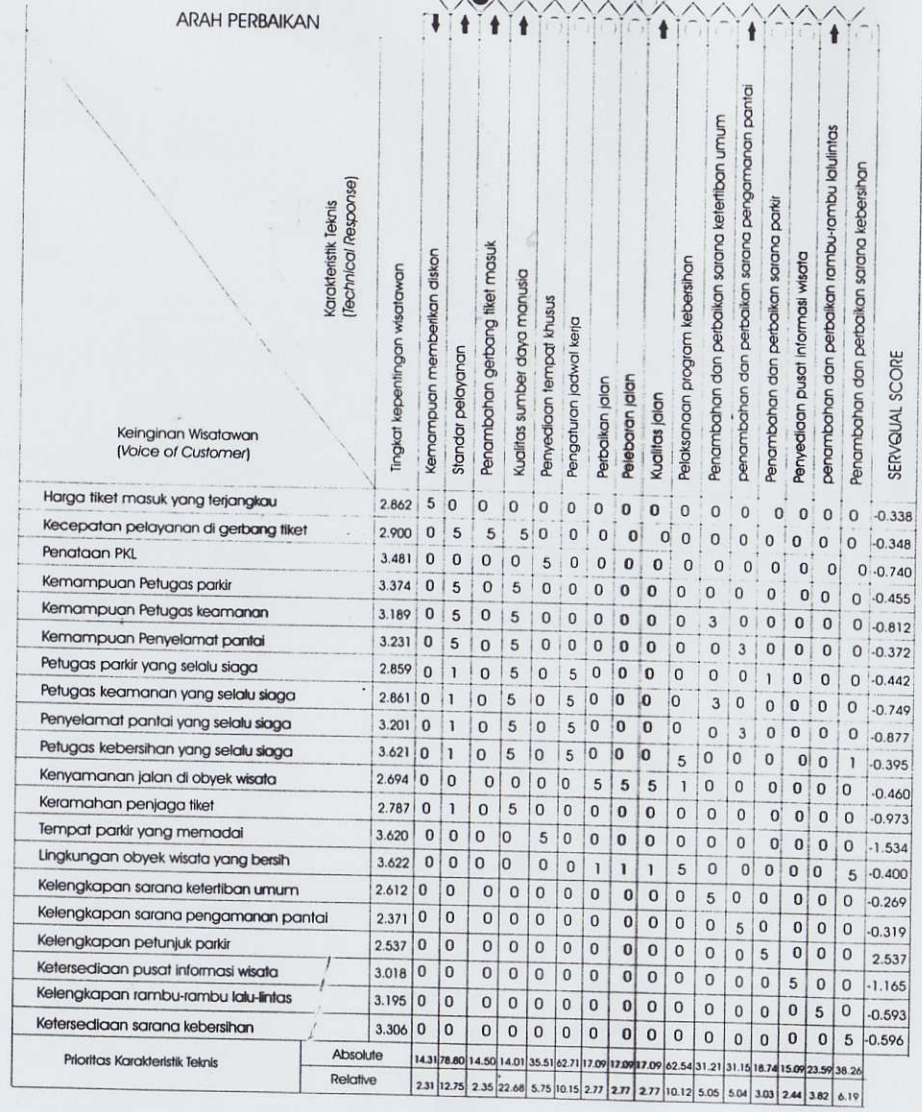 ARAH PERBAIKAN
Karakteristik Teknis
(Technical Response)
Keinginan Wisatawan
(Voice of Customer)
Tingkat kepentingan wisatawan
Kemampuan memberikan diskon
Standar pelayanan
Penambahan gerbang tiket masuk
Kualitas sumber daya manusia
Penyediaan tempat khusus
Pengaturan jadwal kerja
Perbaikan jalan
Pelebaran jalan
Kualitas jalan
Pelaksanaan program kebersihan
Penambahan dan perbaikan sarana ketertiban umum
penambahan dan perbaikan sarana pengamanan pantai
Penambahan dan perbaikan sarana parkir
Penyediaan pusat informasi wisata
penambahan dan perbaikan rambu-rambu lalulintas
Penambahan dan perbaikan sarana kebersihan
SERVQUAL SCORE
Harga tiket masuk yang terjangkau 2.862 5 0 0 0 0 0 0 0 0 0 0 0 0 0 0 0 -0.338
Kecepatan pelayanan di gerbang tiket 2.900 0 5 5 5 0 0 0 0 0 0 0 0 0 0 0 0 -0.348
Penataan PKL 3.481 0 0 0 0 5 0 0 0 0 0 0 0 0 0 0 0 -0.740
Kemampuan Petugas parkir 3.374 0 5 0 5 0 0 0 0 0 0 0 0 0 0 0 0 -0.455
Kemampuan Petugas keamanan 3.189 0 5 0 5 0 0 0 0 0 0 3 0 0 0 0 0 -0.812
Kemampuan Penyelamat pantai 3.231 0 5 0 5 0 0 0 0 0 0 0 3 0 0 0 0 -0.372
Petugas parkir yang selalu siaga 2.859 0 1 0 5 0 5 0 0 0 0 0 0 1 0 0 0 -0.442
Petugas keamanan yang selalu siaga 2.861 0 1 0 5 0 5 0 0 0 0 3 0 0 0 0 0 -0.749
Penyelamat pantai yang selalu siaga 3.201 0 1 0 5 0 5 0 0 0 0 0 3 0 0 0 0 -0.877
Petugas kebersihan yang selalu siaga 3.621 0 1 0 5 0 5 0 0 0 5 0 0 0 0 0 1 -0.395
Kenyamanan jalan di obyek wisata 2.694 0 0 0 0 0 0 5 5 5 1 0 0 0 0 0 0 -0.460
Keramahan penjaga tiket 2.787 0 1 0 5 0 0 0 0 0 0 0 0 0 0 0 0 -0.973
Tempat parkir yang memadai 3.620 0 0 0 0 5 0 0 0 0 0 0 0 0 0 0 0 -1.534
Lingkungan obyek wisata yang bersih 3.622 0 0 0 0 0 0 1 1 1 5 0 0 0 0 0 5 -0.400
Kelengkapan sarana ketertiban umum 2.612 0 0 0 0 0 0 0 0 0 0 5 0 0 0 0 0 -0.269
Kelengkapan sarana pengamanan pantai 2.371 0 0 0 0 0 0 0 0 0 0 0 5 0 0 0 0 -0.319
Kelengkapan petunjuk parkir 2.537 0 0 0 0 0 0 0 0 0 0 0 0 5 0 0 0 2.537
Ketersediaan pusat informasi wisata 3.018 0 0 0 0 0 0 0 0 0 0 0 0 0 5 0 0 -1.165
Kelengkapan rambu-rambu lalu-lintas 3.195 0 0 0 0 0 0 0 0 0 0 0 0 0 0 5 0 -0.593
Ketersediaan sarana kebersihan 3.306 0 0 0 0 0 0 0 0 0 0 0 0 0 0 0 5 -0.596
Prioritas Karakteristik Teknis
Absolute 14.31 78.80 14.50 14.01 35.51 62.71 17.09 17.09 17.09 62.54 31.21 31.15 18.74 15.09 23.59 38.26
Relative 2.31 12.75 2.35 22.68 5.75 10.15 2.77 2.77 2.77 10.12 5.05 5.04 3.03 2.44 3.82 6.19